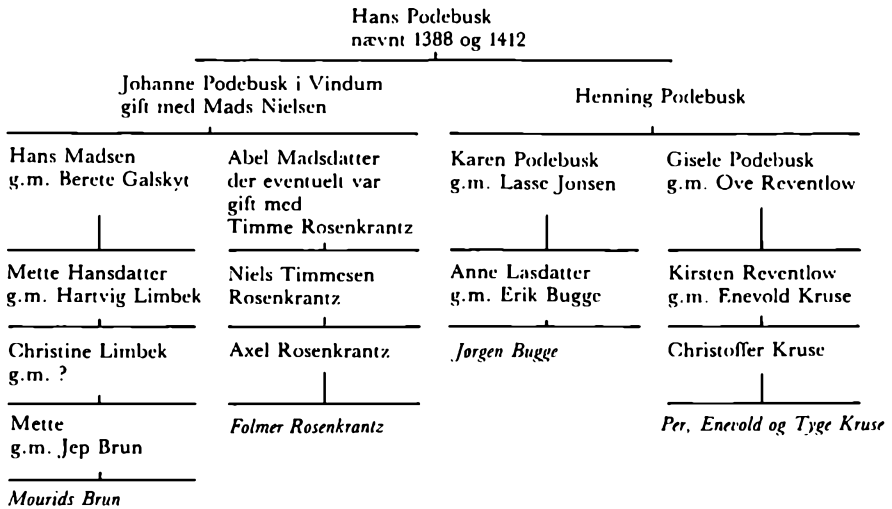 Hans Podebusk
nævnt 1388 og 1412
Johanne Podebusk i Vindum
gift med Mads Nielsen
Henning Podebusk
Hans Madsen
g.m. Berete Galskyt
Abel Madsdatter
der eventuelt var
gift med
Timme Rosenkrantz
Karen Podebusk
g.m. Lasse Jonsen
Gisele Podebusk
g.m. Ove Reventlow
Mette Hansdatter
g.m. Hartvig Limbek
Niels Timmesen
Rosenkrantz
Anne Lasdatter
g.m. Erik Bugge
Kirsten Reventlow
g.m. Enevold Kruse
Christine Limbek
g.m. ?
Axel Rosenkrantz
Jørgen Bugge
Christoffer Kruse
Mette
g.m. Jep Brun
Folmer Rosenkrantz
Per, Enevold og Tyge Kruse
Mourids Brun